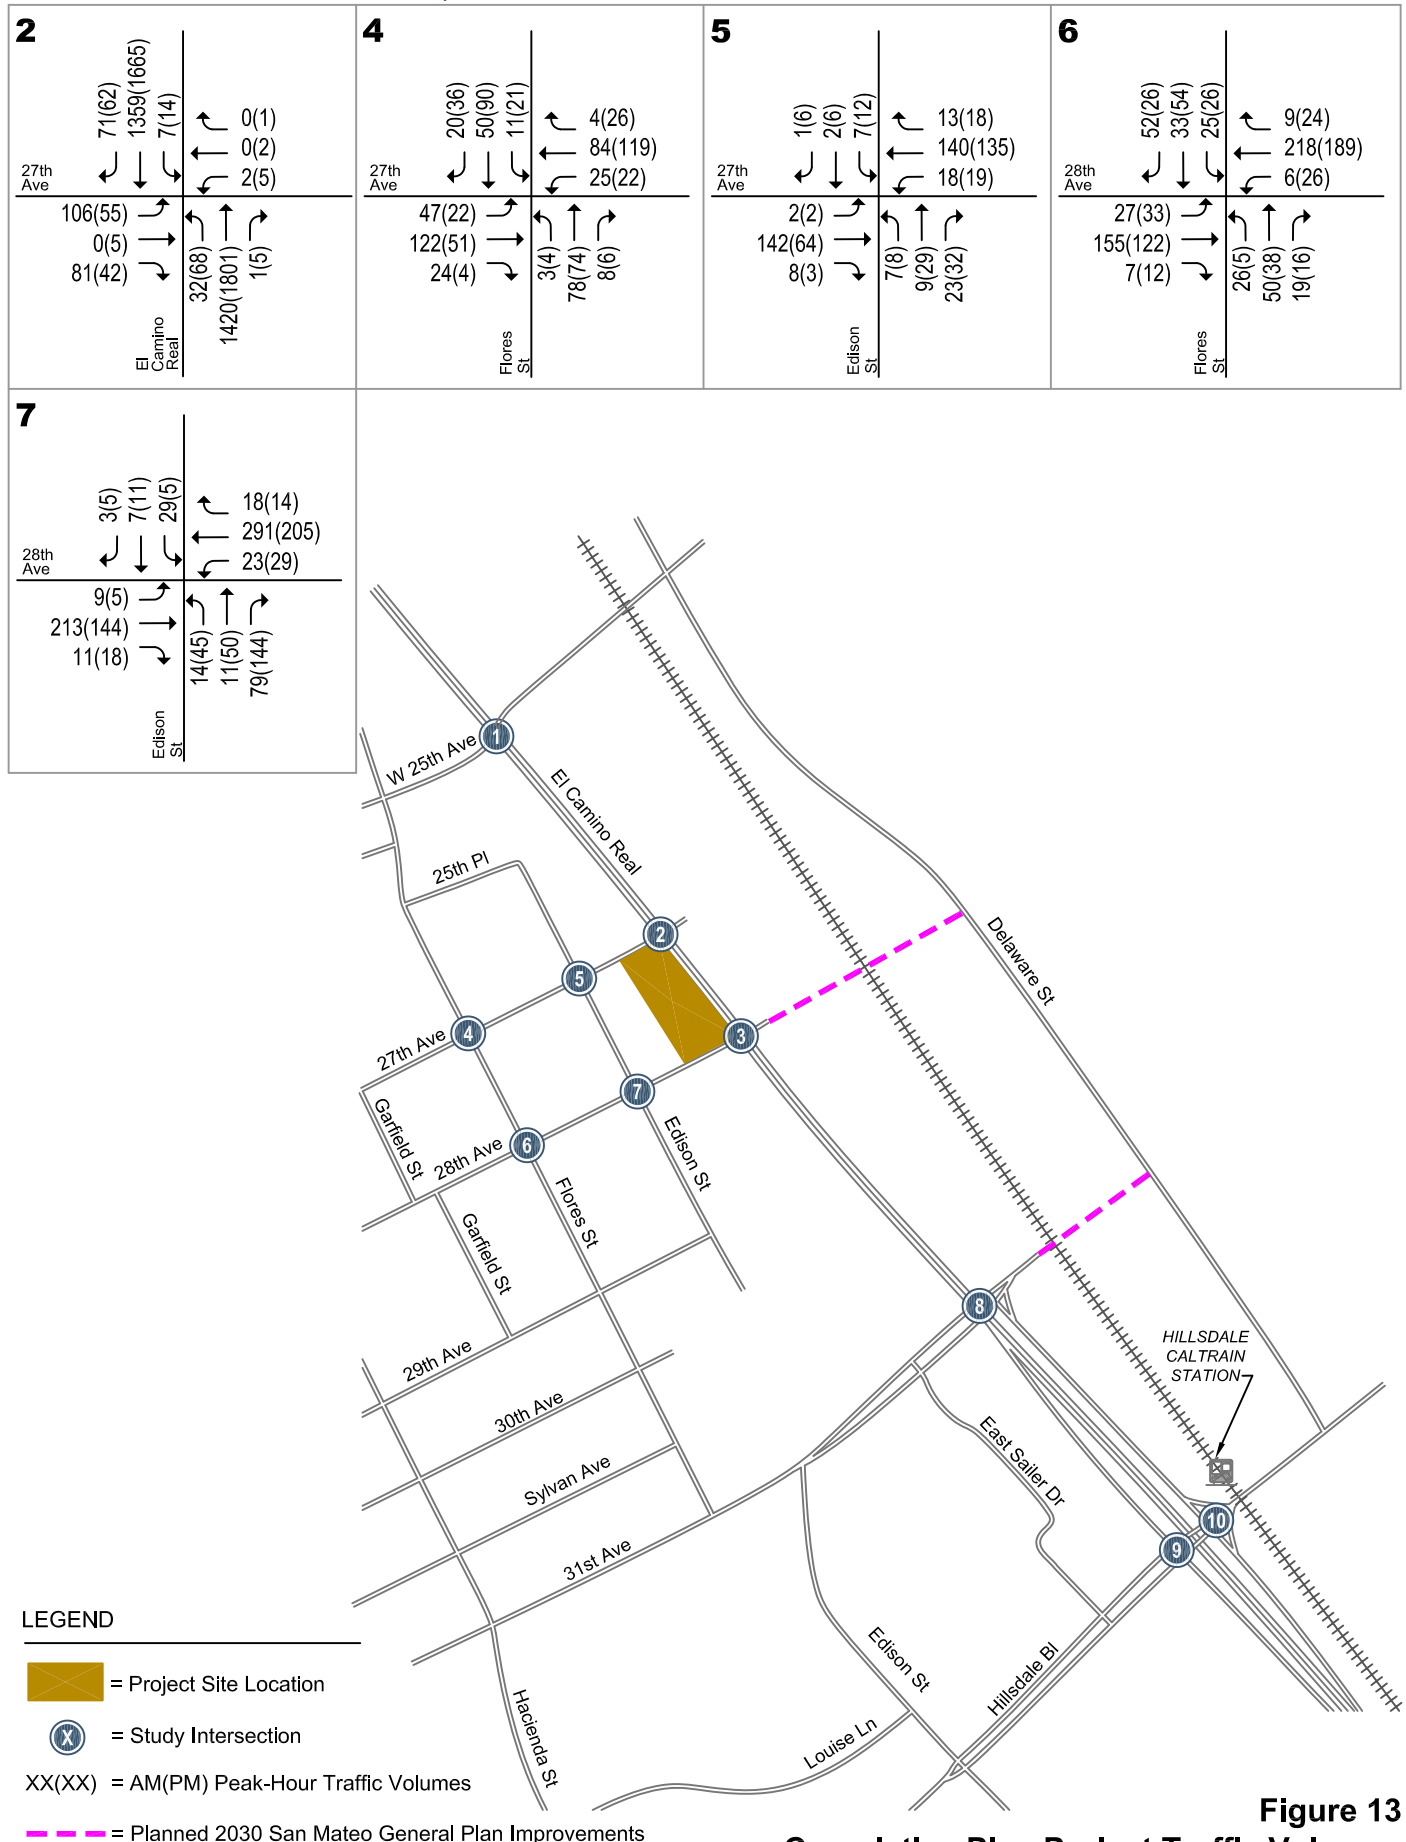 2
71(62)
1359(1665)
7(14)
0(1)
0(2)
2(5)
27th
Ave
106(55)
0(5)
81(42)
32(68)
1420(1801)
1(5)
El
Camino
Real
4
20(36)
50(90)
11(21)
4(26)
84(119)
25(22)
27th
Ave
47(22)
122(51)
24(4)
3(4)
78(74)
8(6)
Flores
St
5
1(6)
2(6)
7(12)
13(18)
140(135)
18(19)
27th
Ave
2(2)
142(64)
8(3)
7(8)
9(29)
23(32)
Edison
St
6
52(26)
33(54)
25(26)
9(24)
218(189)
6(26)
28th
Ave
27(33)
155(122)
7(12)
26(5)
50(38)
19(16)
Flores
St
7
3(5)
7(11)
29(5)
18(14)
291(205)
23(29)
28th
Ave
9(5)
213(144)
11(18)
14(45)
11(50)
79(144)
Edison
St
1
W 25th Ave
El Camino Real
25th Pl
2
Delaware St
5
3
4
27th Ave
7
Garfield St
6
28th Ave
Edison St
Flores St
Garfield St
8
HILLSDALE
CALTRAIN
STATION
29th Ave
30th Ave
East Sailer Dr
Sylvan Ave
10
9
31st Ave
Edison St
Hillsdale Bl
Hacienda St
Louise Ln
LEGEND
= Project Site Location
X = Study Intersection
XX(XX) = AM(PM) Peak-Hour Traffic Volumes
= Planned 2030 San Mateo General Plan Improvements
Figure 13